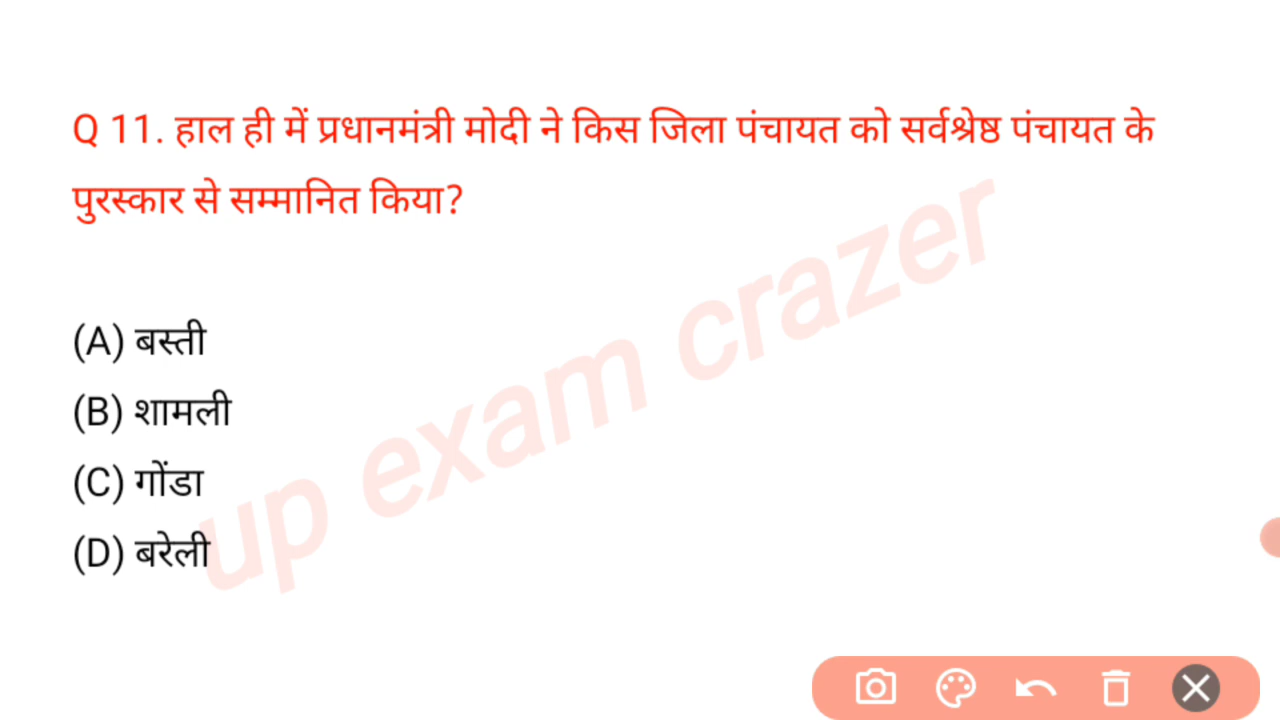 Q 11. हाल ही में प्रधानमंत्री मोदी ने किस जिला पंचायत को सर्वश्रेष्ठ पंचायत के
पुरस्कार से सम्मानित किया?
(A) बस्ती
(B) शामली
(C) गोंडा
(D) बरेली
up exam crazer